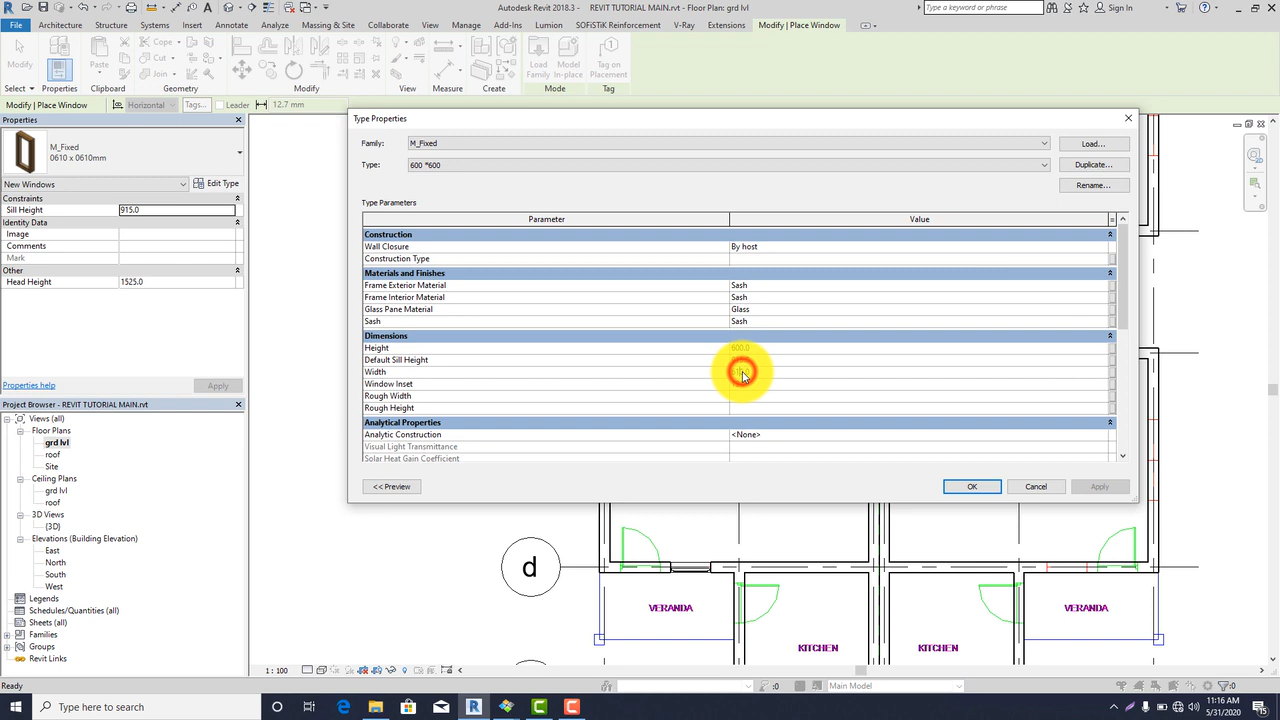 Autodesk Revit 2018.3 - REVIT TUTORIAL MAIN.rvt - Floor Plan: grd lvl
Type a keyword or phrase
Sign In
File Architecture Structure Systems Insert Annotate Analyze Massing & Site Collaborate View Manage Add-Ins Lumion SOFiSTiK Reinforcement V-Ray Extensions Modify | Place Window
Modify
Paste
Cope
Cut
Join
Load Family
Model In-place
Tag on Placement
Select Properties Clipboard Geometry Modify View Measure Create Mode Tag
Modify | Place Window Horizontal Tags... Leader 12.7 mm
Properties
M_Fixed
0610 x 0610mm
New Windows Edit Type
Constraints
Sill Height 915.0
Identity Data
Image
Comments
Mark
Other
Head Height 1525.0
Properties help Apply
Project Browser - REVIT TUTORIAL MAIN.rvt
Views (all)
Floor Plans
grd lvl
roof
Site
Ceiling Plans
grd lvl
roof
3D Views
{3D}
Elevations (Building Elevation)
East
North
South
West
Legends
Schedules/Quantities (all)
Sheets (all)
Families
Groups
Revit Links
Type Properties
Family: M_Fixed Load...
Type: 600 *600 Duplicate...
Rename...
Type Parameters
Parameter Value =
Construction
Wall Closure By host
Construction Type
Materials and Finishes
Frame Exterior Material Sash
Frame Interior Material Sash
Glass Pane Material Glass
Sash Sash
Dimensions
Height 600.0
Default Sill Height
Width
Window Inset
Rough Width
Rough Height
Analytical Properties
Analytic Construction <None>
Visual Light Transmittance
Solar Heat Gain Coefficient
<< Preview OK Cancel Apply
d
VERANDA VERANDA
KITCHEN KITCHEN
1 : 100
Ready :0 Main Model :0
Type here to search
11:16 AM
5/31/2020